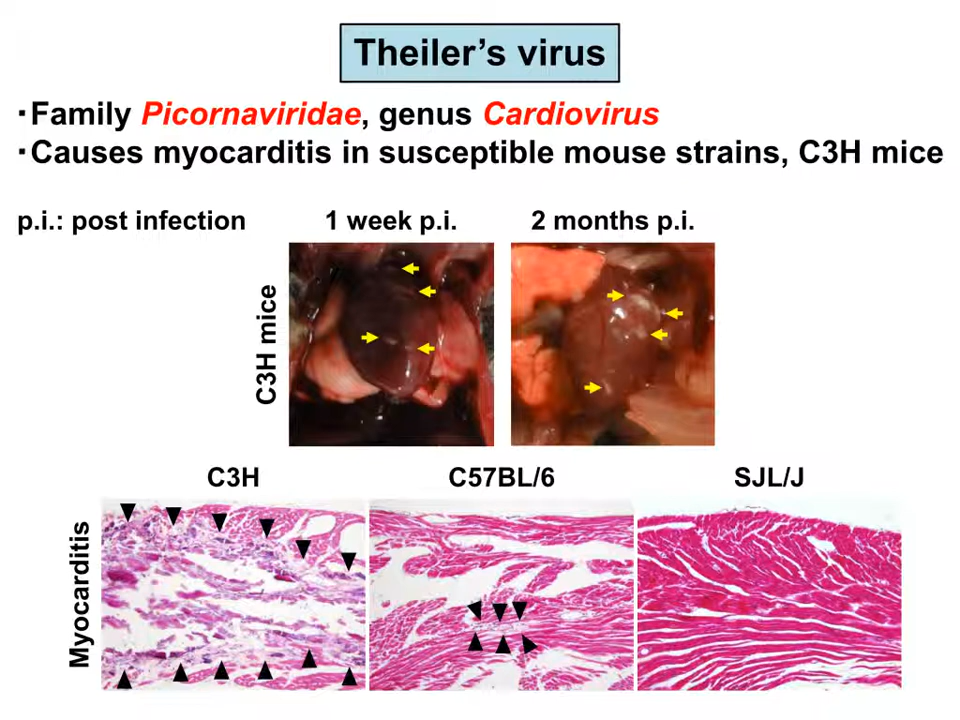 Theiler’s virus
・Family Picornaviridae, genus Cardiovirus
・Causes myocarditis in susceptible mouse strains, C3H mice
p.i.: post infection
1 week p.i.
2 months p.i.
C3H mice
C3H
C57BL/6
SJL/J
Myocarditis